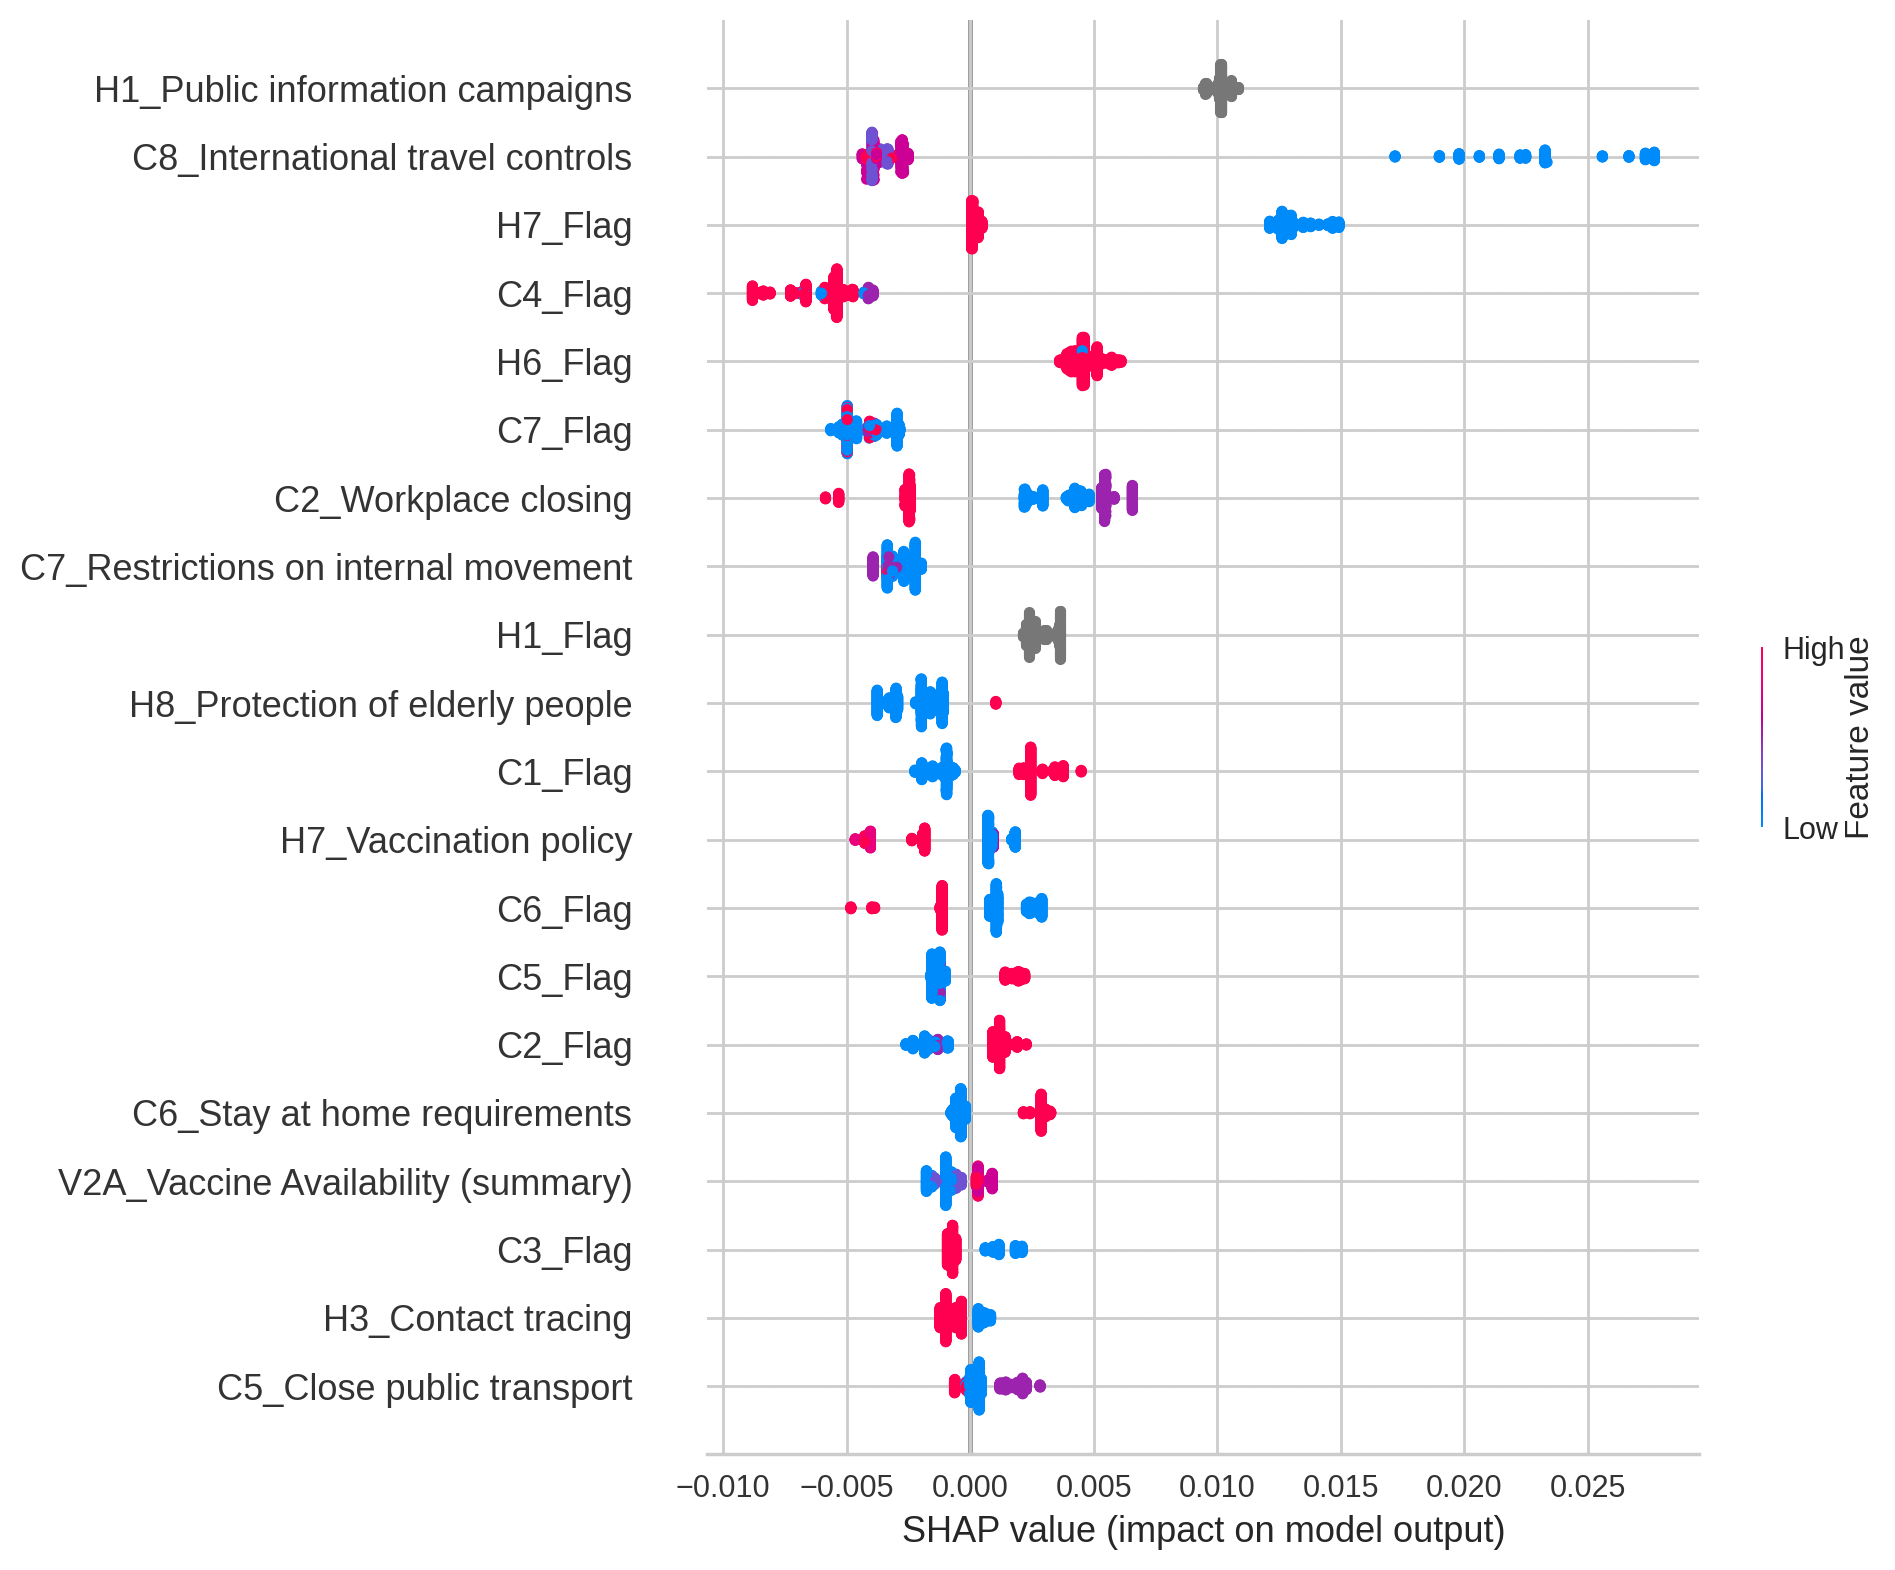 H1_Public information campaigns
C8_International travel controls
H7_Flag
C4_Flag
H6_Flag
C7_Flag
C2_Workplace closing
C7_Restrictions on internal movement
H1_Flag
H8_Protection of elderly people
C1_Flag
H7_Vaccination policy
C6_Flag
C5_Flag
C2_Flag
C6_Stay at home requirements
V2A_Vaccine Availability (summary)
C3_Flag
H3_Contact tracing
C5_Close public transport
−0.010 −0.005 0.000 0.005 0.010 0.015 0.020 0.025
SHAP value (impact on model output)
High
Low
Feature value